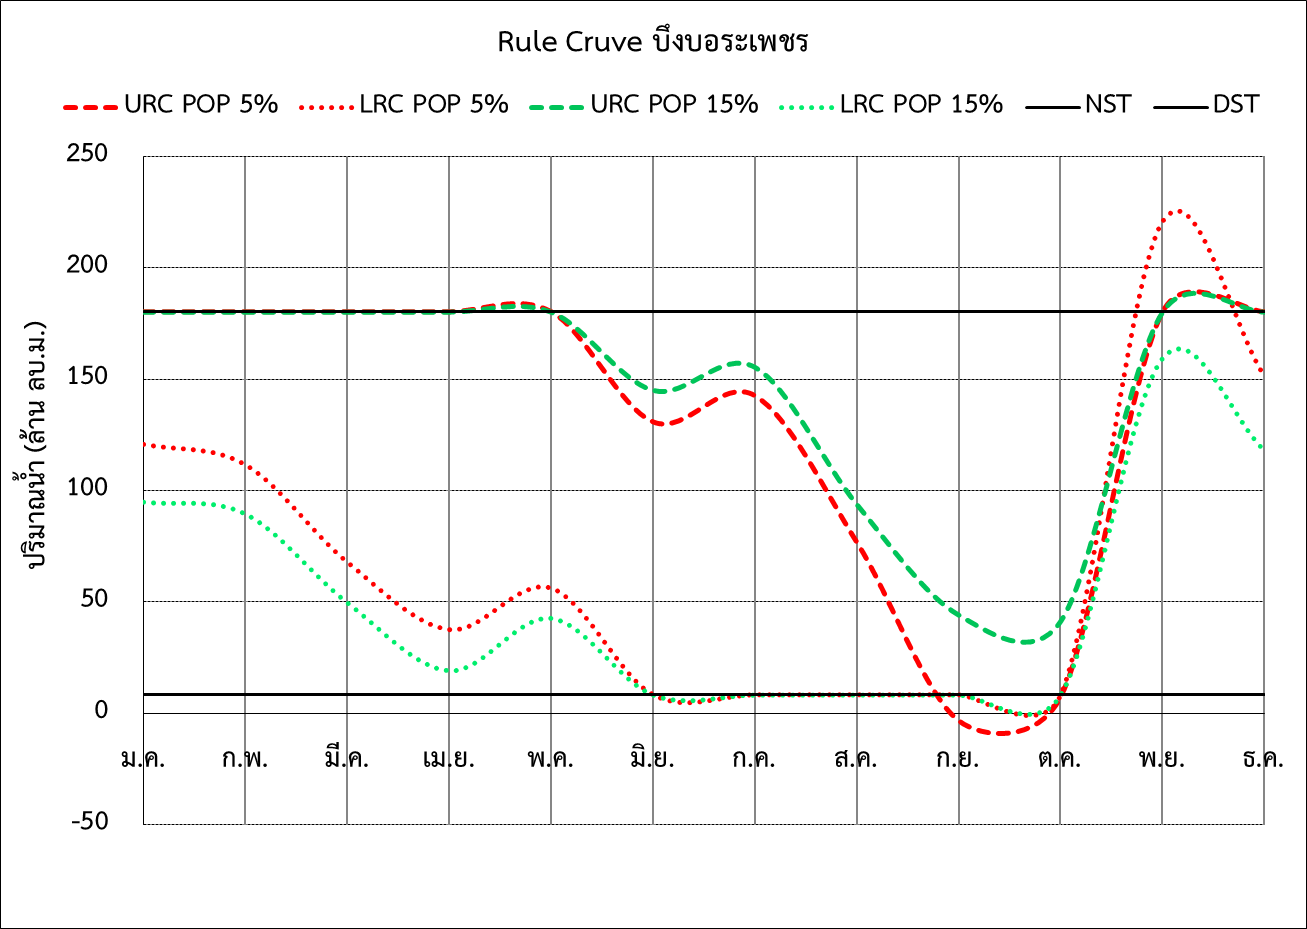 Rule Cruve บึงบอระเพชร
URC POP 5% LRC POP 5% URC POP 15% LRC POP 15% NST DST
ปริมาณน้ำ (ล้าน ลบ.ม.)
250
200
150
100
50
0
ม.ค. ก.พ. มี.ค. เม.ย. พ.ค. มิ.ย. ก.ค. ส.ค. ก.ย. ต.ค. พ.ย. ธ.ค.
-50